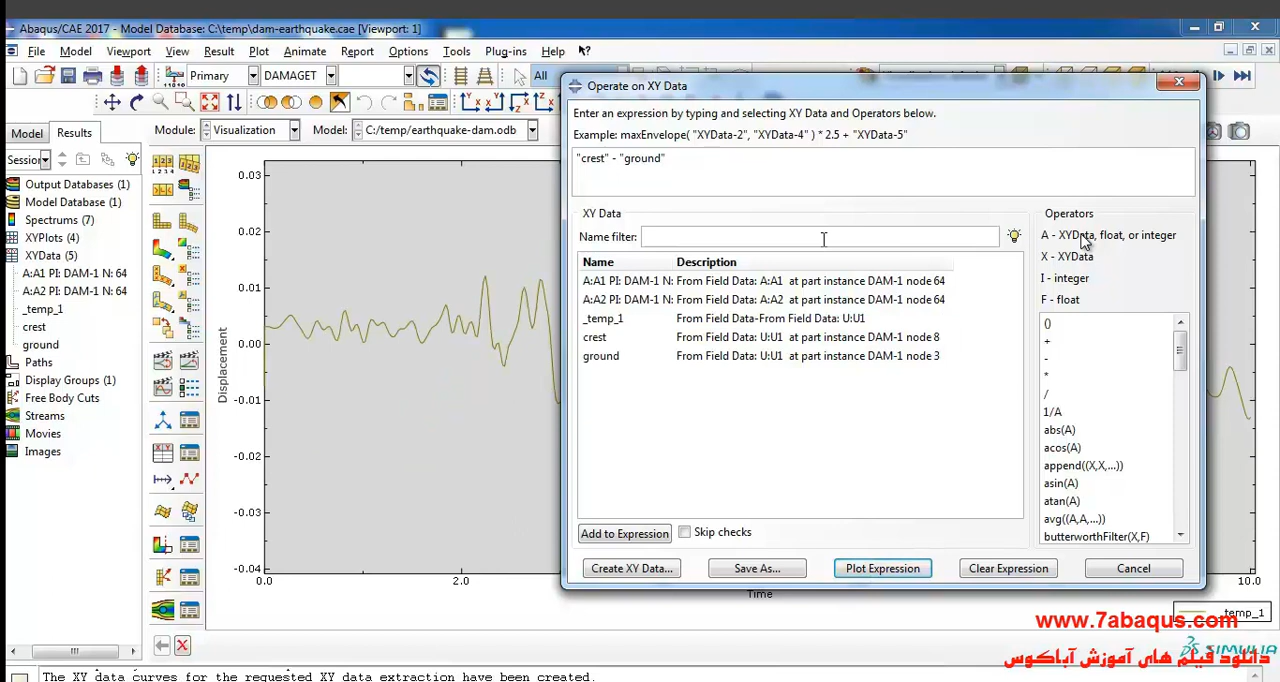 Abaqus/CAE 2017 - Model Database: C:\temp\dam-earthquake.cae [Viewport: 1]
File Model Viewport View Result Plot Animate Report Options Tools Plug-ins Help
Primary DAMAGET All
Module: Visualization Model: C:/temp/earthquake-dam.odb
Model Results
Session
Output Databases (1)
Model Database (1)
Spectrums (7)
XYPlots (4)
XYData (5)
A:A1 PI: DAM-1 N: 64
A:A2 PI: DAM-1 N: 64
_temp_1
crest
ground
Paths
Display Groups (1)
Free Body Cuts
Streams
Movies
Images
0.03
0.02
0.01
0.00
-0.01
-0.02
-0.03
-0.04
Displacement
0.0 2.0 10.0
Time
temp_1
Operate on XY Data
Enter an expression by typing and selecting XY Data and Operators below.
Example: maxEnvelope( "XYData-2", "XYData-4" ) * 2.5 + "XYData-5"
"crest" - "ground"
XY Data
Name filter:
Name Description
A:A1 PI: DAM-1 N: From Field Data: A:A1 at part instance DAM-1 node 64
A:A2 PI: DAM-1 N: From Field Data: A:A2 at part instance DAM-1 node 64
_temp_1 From Field Data-From Field Data: U:U1
crest From Field Data: U:U1 at part instance DAM-1 node 8
ground From Field Data: U:U1 at part instance DAM-1 node 3
Add to Expression Skip checks
Operators
A - XYData, float, or integer
X - XYData
I - integer
F - float
()
+
-
*
/
1/A
abs(A)
acos(A)
append((X,X,...))
asin(A)
atan(A)
avg((A,A,...))
butterworthFilter(X,F)
Create XY Data... Save As... Plot Expression Clear Expression Cancel
www.7abaqus.com
SIMULIA
دانلود فیلم های آموزش آباکوس
The XY data curves for the requested XY data extraction have been created.